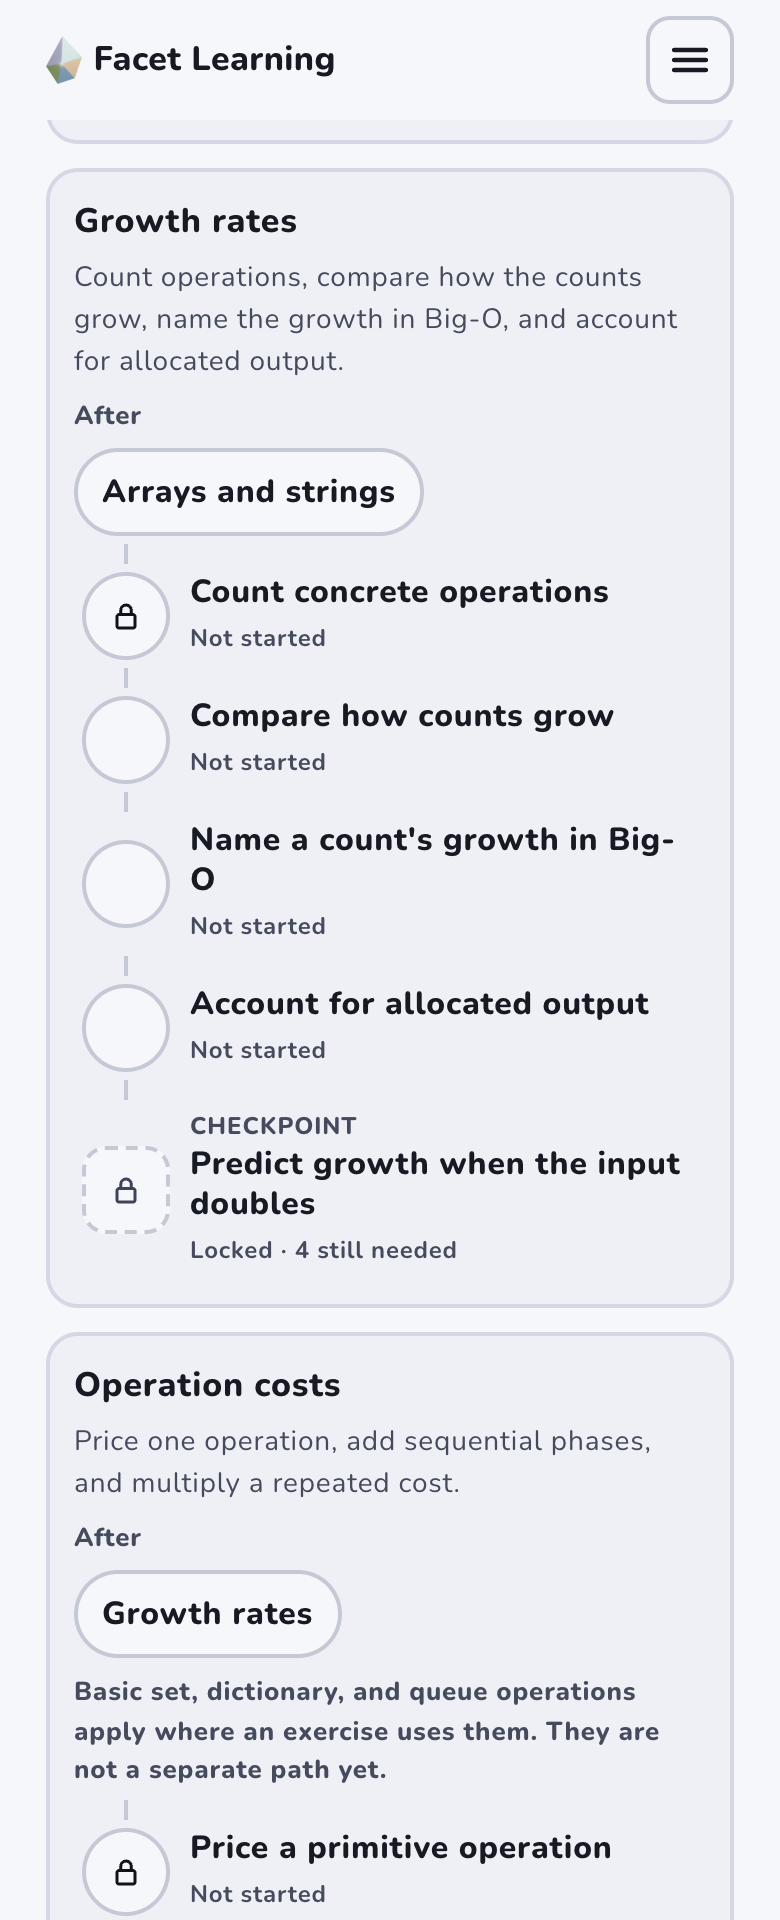 Facet Learning
Growth rates
Count operations, compare how the counts
grow, name the growth in Big-O, and account
for allocated output.
After
Arrays and strings
Count concrete operations
Not started
Compare how counts grow
Not started
Name a count's growth in Big-
O
Not started
Account for allocated output
Not started
CHECKPOINT
Predict growth when the input
doubles
Locked · 4 still needed
Operation costs
Price one operation, add sequential phases,
and multiply a repeated cost.
After
Growth rates
Basic set, dictionary, and queue operations
apply where an exercise uses them. They are
not a separate path yet.
Price a primitive operation
Not started